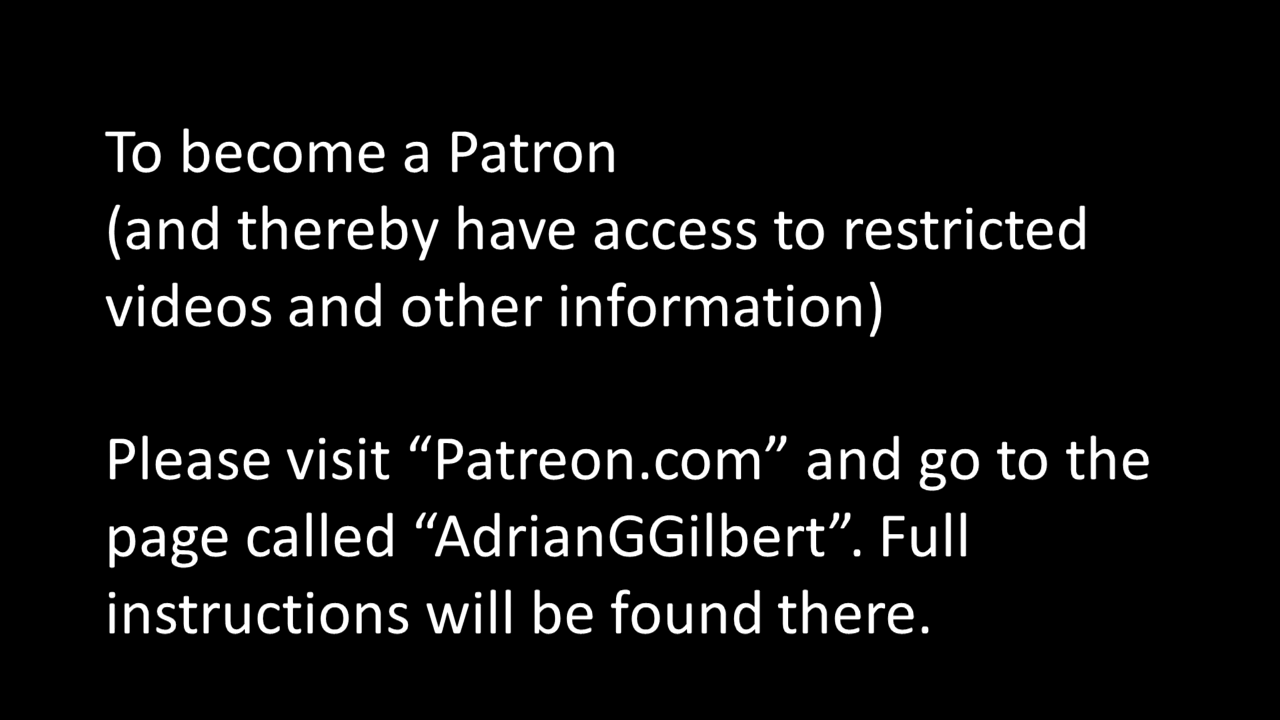 To become a Patron
(and thereby have access to restricted
videos and other information)
Please visit “Patreon.com” and go to the
page called “AdrianGGilbert”. Full
instructions will be found there.